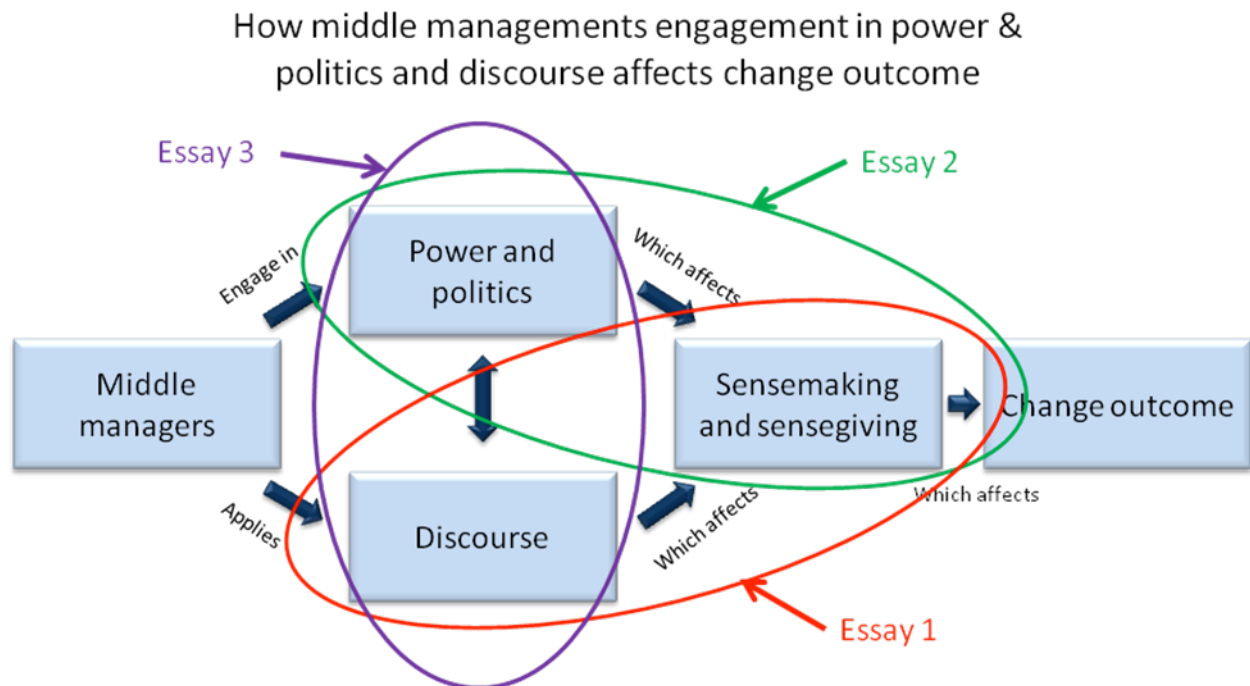 How middle managements engagement in power &
politics and discourse affects change outcome
Essay 3
Essay 2
Engage in
Power and
politics
Which affects
Middle
managers
Sensemaking
and sensegiving
Change outcome
Applies
Discourse
Which affects
Which affects
Essay 1